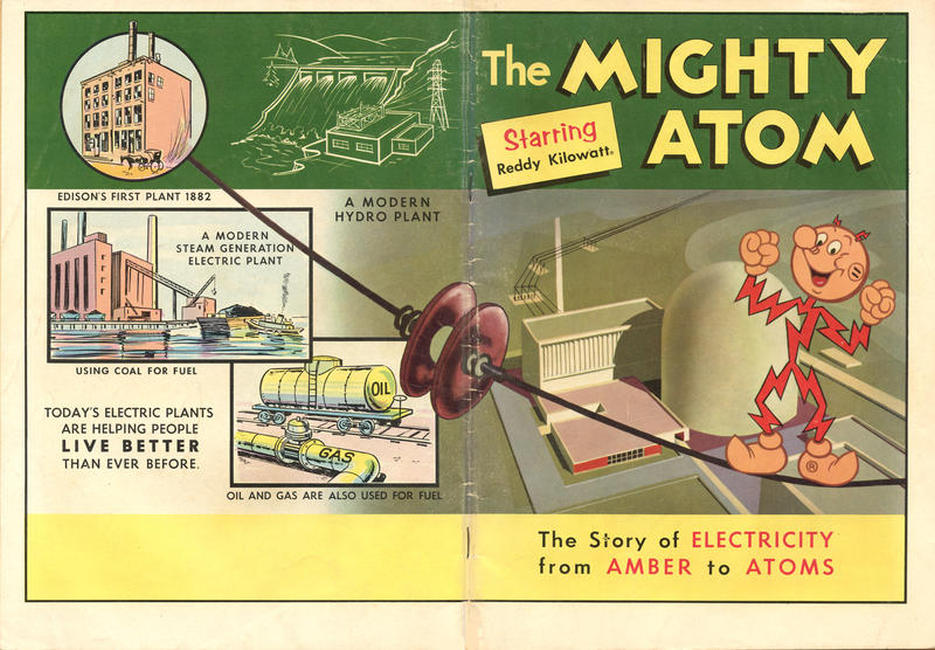 EDISON'S FIRST PLANT 1882
A MODERN
HYDRO PLANT
A MODERN
STEAM GENERATION
ELECTRIC PLANT
USING COAL FOR FUEL
OIL
GAS
OIL AND GAS ARE ALSO USED FOR FUEL
TODAY'S ELECTRIC PLANTS
ARE HELPING PEOPLE
LIVE BETTER
THAN EVER BEFORE.
The MIGHTY
ATOM
Starring
Reddy Kilowatt®
®
The Story of ELECTRICITY
from AMBER to ATOMS